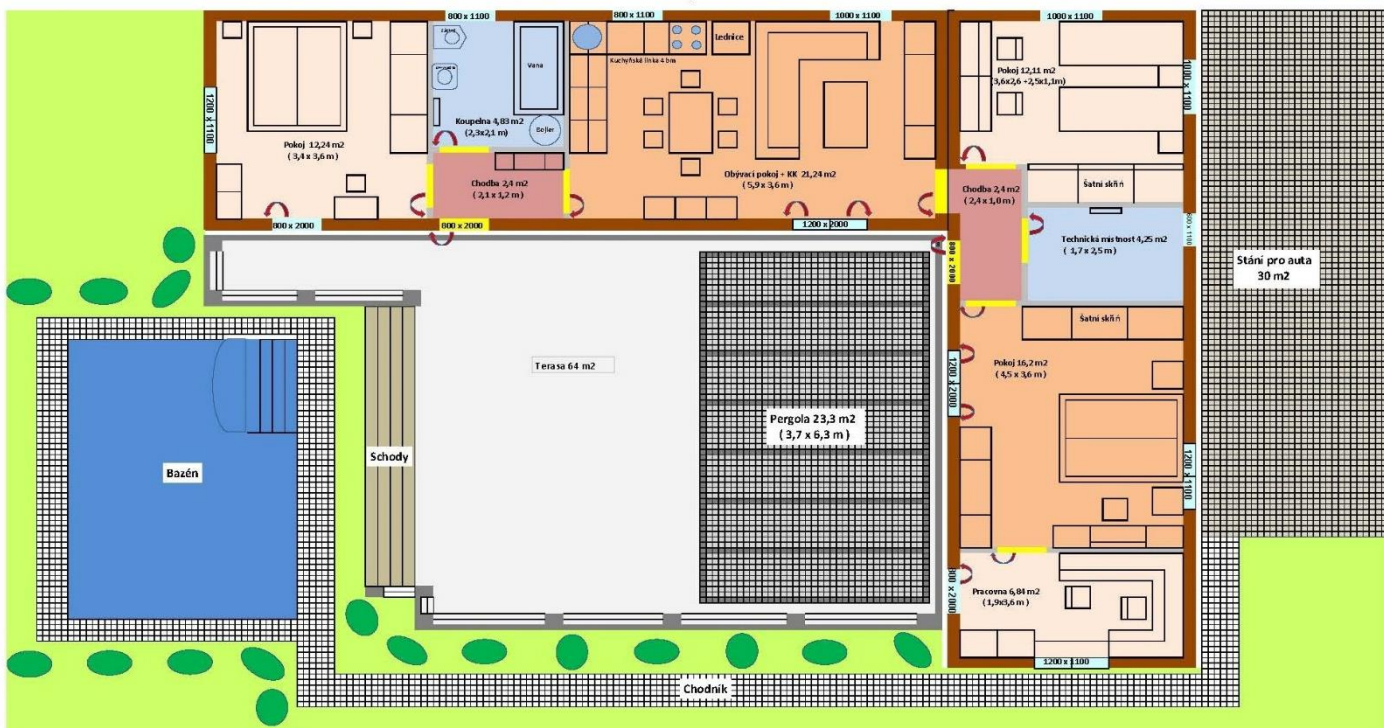 800 x 1100
800 x 1100
1000 x 1100
1000 x 1100
Lednice
Kuchyňská linka 4 bm
Vana
Pokoj 12,11 m2
(3,6x2,6 +2,5x1,1m)
1000 x 1100
1200 x 1100
Koupelna 4,83 m2
(2,3x2,1 m)
Bojler
Pokoj 12,24 m2
( 3,4 x 3,6 m )
Chodba 2,4 m2
( 2,1 x 1,2 m )
Obývací pokoj + KK 21,24 m2
( 5,9 x 3,6 m )
Chodba 2,4 m2
( 2,4 x 1,0 m )
Šatní skříň
800 x 2000
800 x 2000
1200 x 2000
800 x 2000
Technická místnost 4,25 m2
( 1,7 x 2,5 m )
800 x 1100
Stání pro auta
30 m2
Šatní skříň
Pokoj 16,2 m2
( 4,5 x 3,6 m )
1200 x 2000
Terasa 64 m2
Pergola 23,3 m2
( 3,7 x 6,3 m )
Schody
Bazén
1200 x 1100
800 x 2000
Pracovna 6,84 m2
( 1,9x3,6 m )
1200 x 1100
Chodník